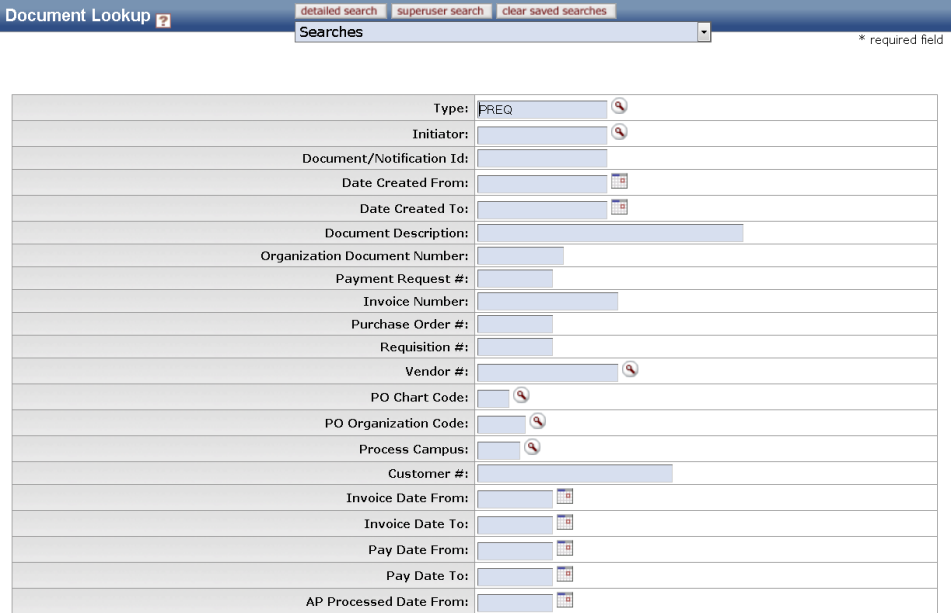 Document Lookup ?
detailed search superuser search clear saved searches
Searches
* required field
Type: PREQ
Initiator:
Document/Notification Id:
Date Created From:
Date Created To:
Document Description:
Organization Document Number:
Payment Request #:
Invoice Number:
Purchase Order #:
Requisition #:
Vendor #:
PO Chart Code:
PO Organization Code:
Process Campus:
Customer #:
Invoice Date From:
Invoice Date To:
Pay Date From:
Pay Date To:
AP Processed Date From: